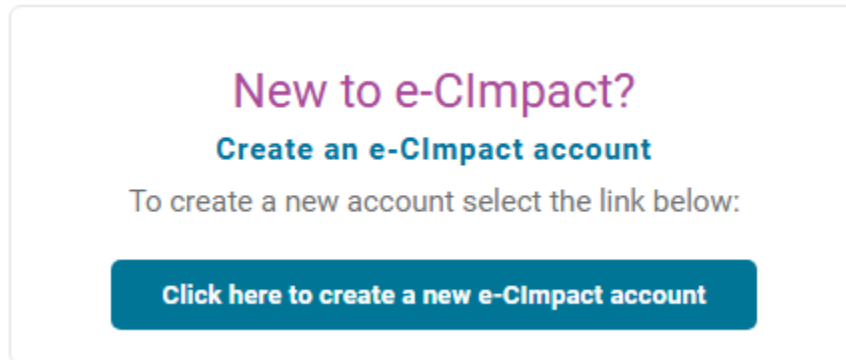 New to e-CImpact?
Create an e-CImpact account
To create a new account select the link below:
Click here to create a new e-CImpact account